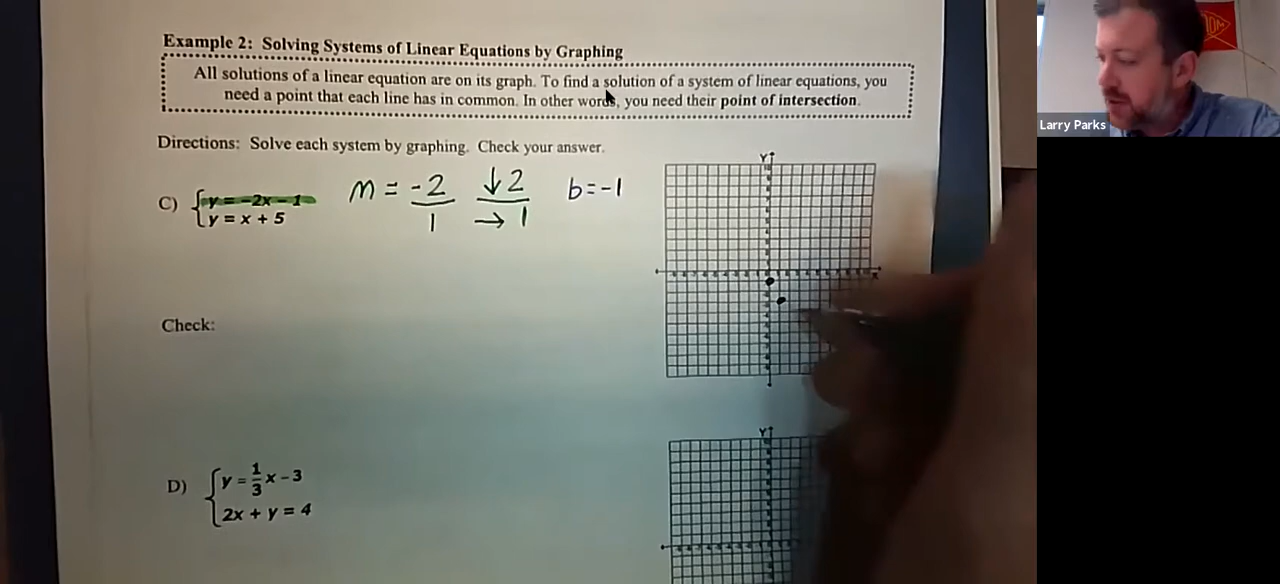 Example 2: Solving Systems of Linear Equations by Graphing
All solutions of a linear equation are on its graph. To find a solution of a system of linear equations, you
need a point that each line has in common. In other words, you need their point of intersection.
Directions: Solve each system by graphing. Check your answer.
C) { y = -2x - 1
y = x + 5
m = -2/1 ↓2/→1 b = -1
Y
x
Check:
D) { y = 1/3 x - 3
2x + y = 4
Y
Larry Parks